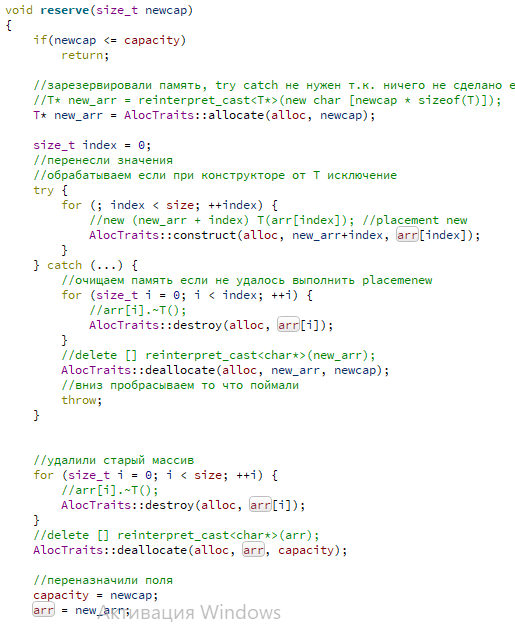 void reserve(size_t newcap)
{
    if(newcap <= capacity)
        return;
    //зарезервировали память, try catch не нужен т.к. ничего не сделано е
    //T* new_arr = reinterpret_cast<T*>(new char [newcap * sizeof(T)]);
    T* new_arr = AlocTraits::allocate(alloc, newcap);
    size_t index = 0;
    //перенесли значения
    //обрабатываем если при конструкторе от T исключение
    try {
        for (; index < size; ++index) {
            //new (new_arr + index) T(arr[index]); //placement new
            AlocTraits::construct(alloc, new_arr+index, arr[index]);
        }
    } catch (...) {
        //очищаем память если не удалось выполнить placemenew
        for (size_t i = 0; i < index; ++i) {
            //arr[i].~T();
            AlocTraits::destroy(alloc, arr[i]);
        }
        //delete [] reinterpret_cast<char*>(new_arr);
        AlocTraits::deallocate(alloc, new_arr, newcap);
        //вниз пробрасываем то что поймали
        throw;
    }
    //удалили старый массив
    for (size_t i = 0; i < size; ++i) {
        //arr[i].~T();
        AlocTraits::destroy(alloc, arr[i]);
    }
    //delete [] reinterpret_cast<char*>(arr);
    AlocTraits::deallocate(alloc, arr, capacity);
    //переназначили поля
    capacity = newcap;
    arr = new_arr;
Активация Windows